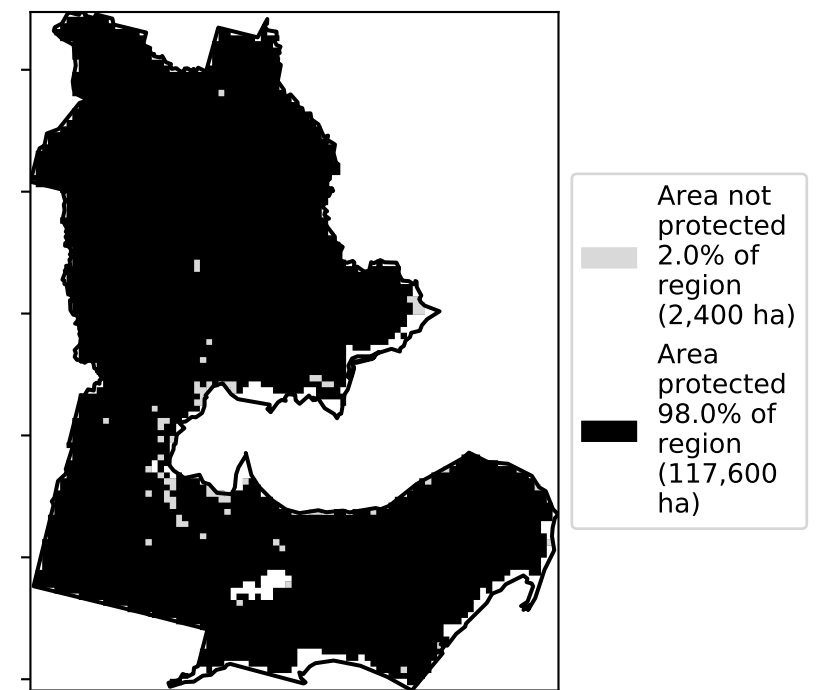 Area not
protected
2.0% of
region
(2,400 ha)
Area
protected
98.0% of
region
(117,600
ha)